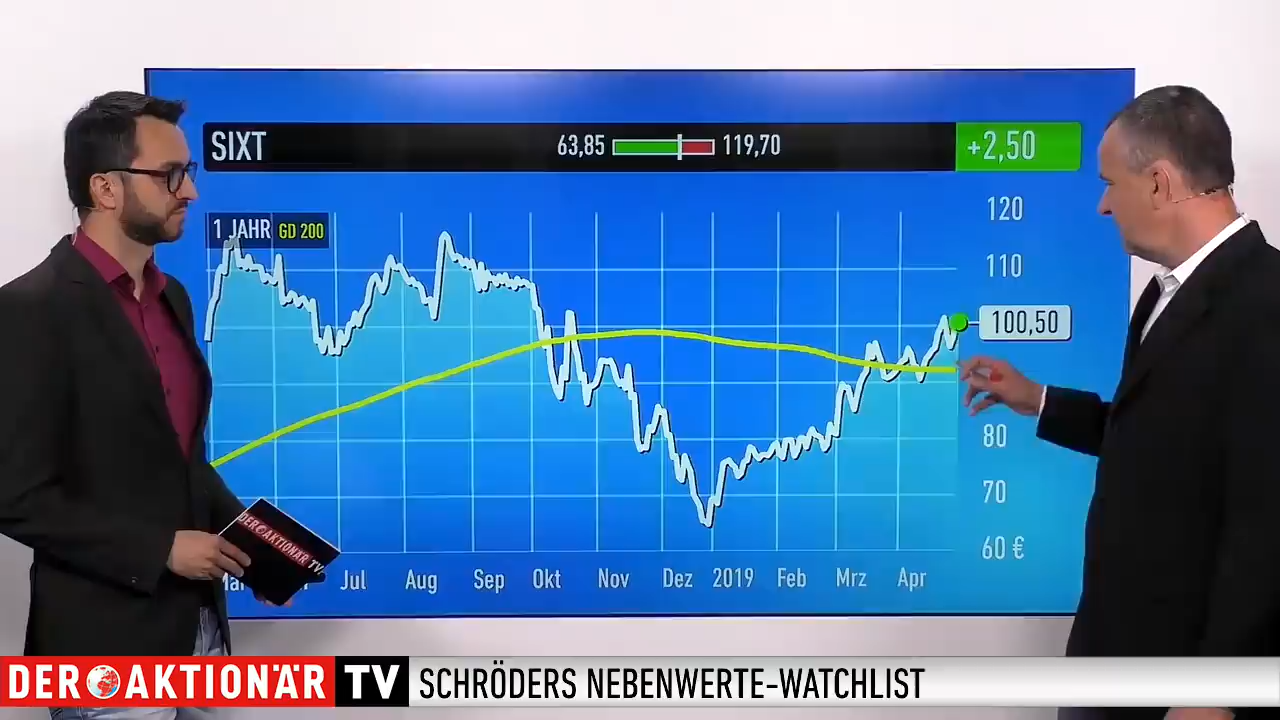 SIXT
63,85 119,70
+2,50
1 JAHR GD 200
120
110
100,50
80
70
60 €
Jul Aug Sep Okt Nov Dez 2019 Feb Mrz Apr
DER AKTIONÄR TV
DER AKTIONÄR TV SCHRÖDERS NEBENWERTE-WATCHLIST